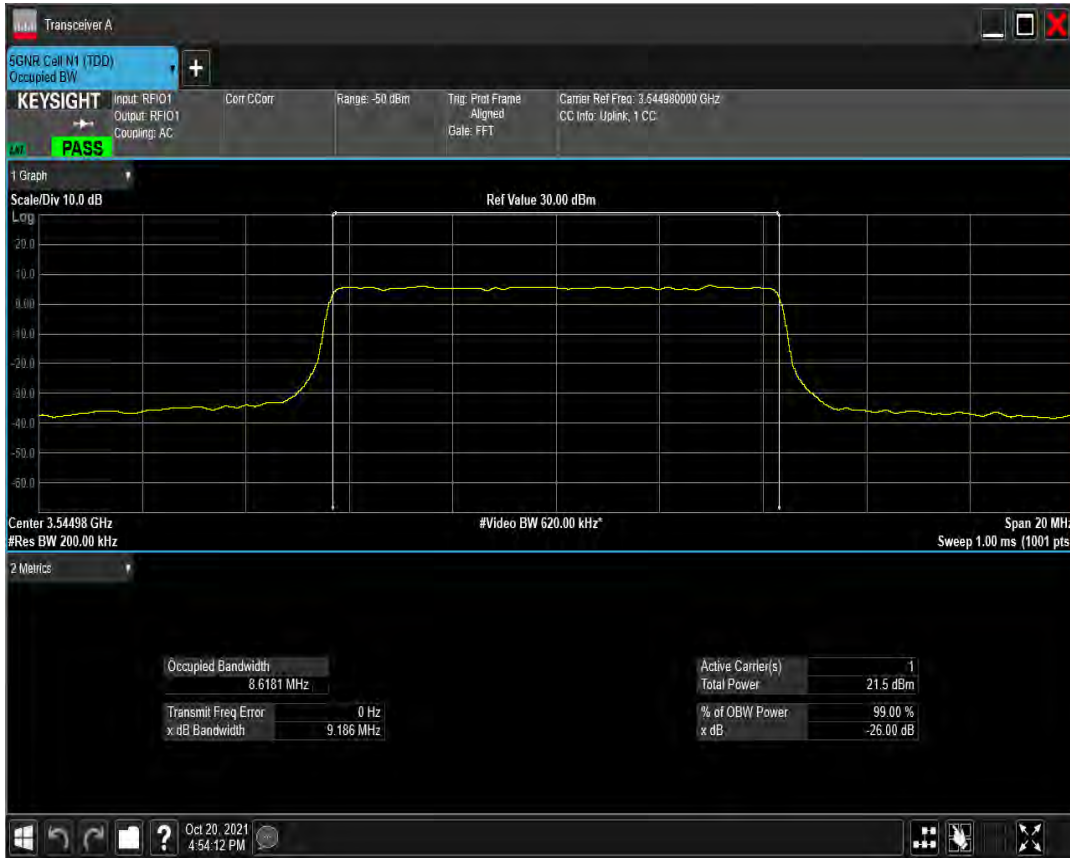 Transceiver A
5GNR Cell N1 (TDD)
Occupied BW
+
KEYSIGHT
Input: RFIO1
Output: RFIO1
Coupling: AC
Corr CCorr
Range: -50 dBm
Trig: Prot Frame
Aligned
Gate: FFT
Carrier Ref Freq: 3.544980000 GHz
CC Info: Uplink, 1 CC
PASS
1 Graph
Scale/Div 10.0 dB
Ref Value 30.00 dBm
Log
20.0
10.0
0.00
-10.0
-20.0
-30.0
-40.0
-50.0
-60.0
Center 3.54498 GHz
#Video BW 620.00 kHz*
Span 20 MHz
#Res BW 200.00 kHz
Sweep 1.00 ms (1001 pts
2 Metrics
Occupied Bandwidth
8.6181 MHz
Transmit Freq Error 0 Hz
x dB Bandwidth 9.186 MHz
Active Carrier(s) 1
Total Power 21.5 dBm
% of OBW Power 99.00 %
x dB -26.00 dB
?
Oct 20, 2021
4:54:12 PM